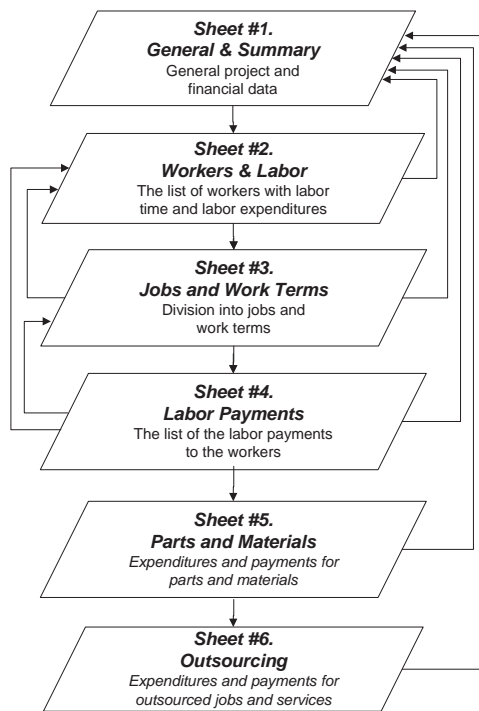 Sheet #1.
General & Summary
General project and
financial data
Sheet #2.
Workers & Labor
The list of workers with labor
time and labor expenditures
Sheet #3.
Jobs and Work Terms
Division into jobs and
work terms
Sheet #4.
Labor Payments
The list of the labor payments
to the workers
Sheet #5.
Parts and Materials
Expenditures and payments for
parts and materials
Sheet #6.
Outsourcing
Expenditures and payments for
outsourced jobs and services